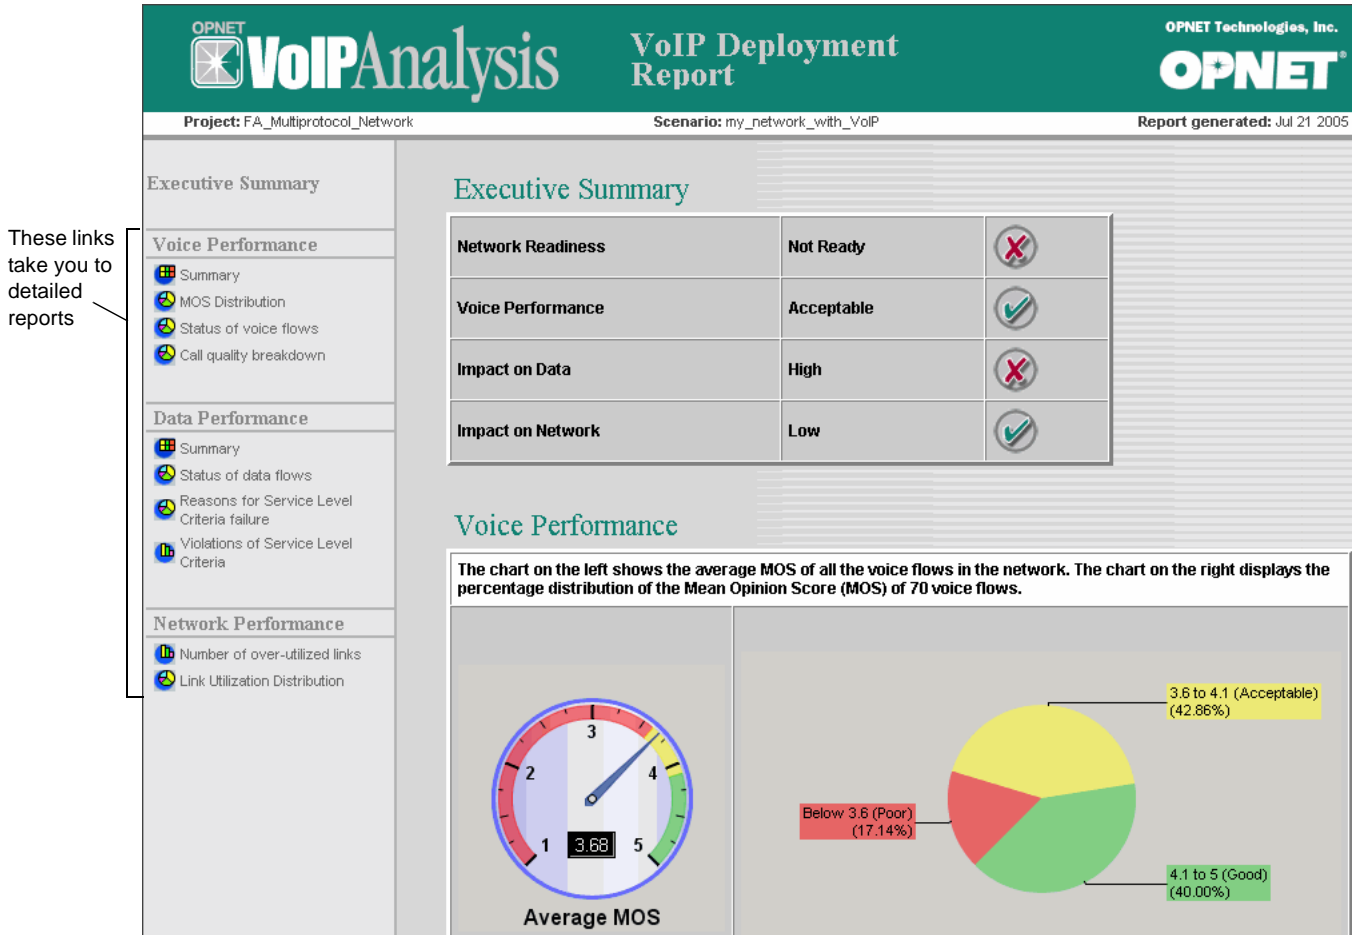 OPNET
VoIPAnalysis
VoIP Deployment
Report
OPNET Technologies, Inc.
OPNET®
Project: FA_Multiprotocol_Network
Scenario: my_network_with_VoIP
Report generated: Jul 21 2005
These links
take you to
detailed
reports
Executive Summary
Voice Performance
Summary
MOS Distribution
Status of voice flows
Call quality breakdown
Data Performance
Summary
Status of data flows
Reasons for Service Level
Criteria failure
Violations of Service Level
Criteria
Network Performance
Number of over-utilized links
Link Utilization Distribution
Executive Summary
Network Readiness Not Ready
Voice Performance Acceptable
Impact on Data High
Impact on Network Low
Voice Performance
The chart on the left shows the average MOS of all the voice flows in the network. The chart on the right displays the
percentage distribution of the Mean Opinion Score (MOS) of 70 voice flows.
1
2
3
4
5
3.68
Average MOS
3.6 to 4.1 (Acceptable)
(42.86%)
Below 3.6 (Poor)
(17.14%)
4.1 to 5 (Good)
(40.00%)